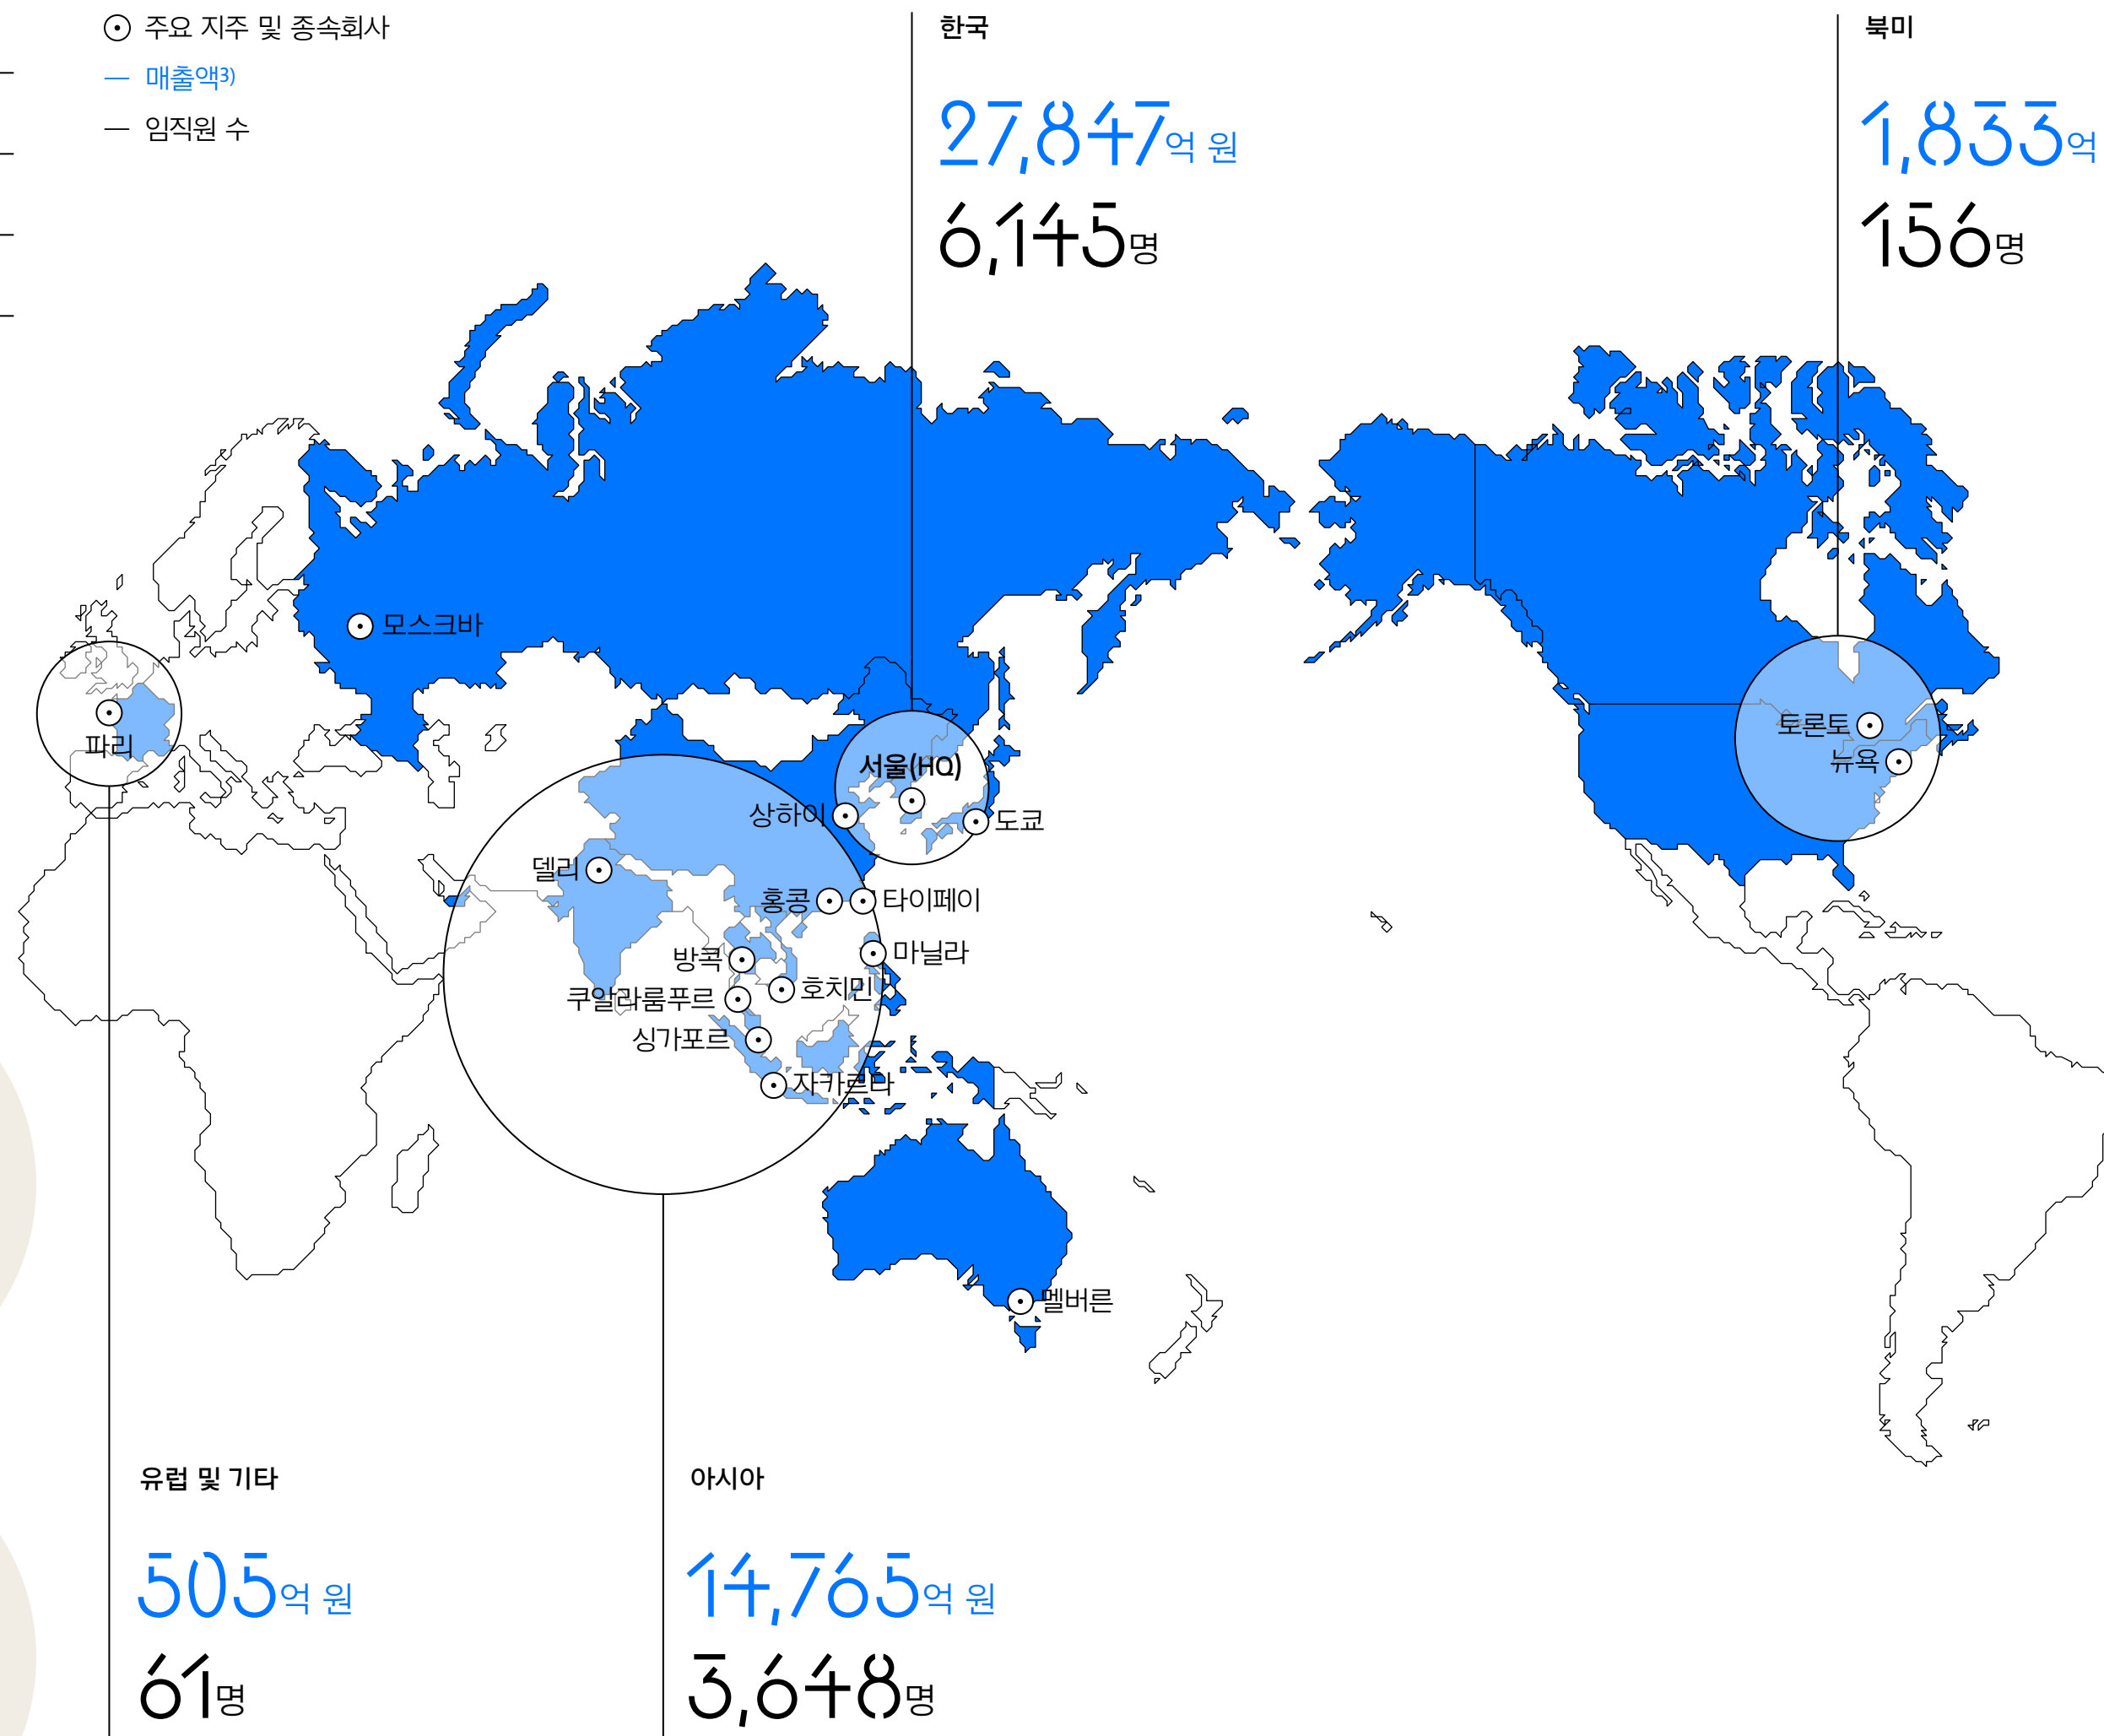 주요 지주 및 종속회사
매출액3)
임직원 수
한국
27,847억 원
6,145명
북미
1,833억
156명
모스크바
파리
서울(HQ)
상하이
도쿄
델리
홍콩
타이페이
방콕
마닐라
쿠알라룸푸르
호치민
싱가포르
자카르타
멜버른
토론토
뉴욕
유럽 및 기타
505억 원
61명
아시아
14,765억 원
3,648명